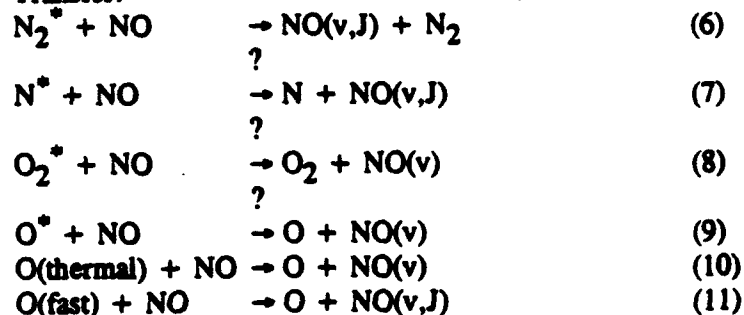 N₂* + NO → NO(v,J) + N₂ (6)
?
N* + NO → N + NO(v,J) (7)
?
O₂* + NO → O₂ + NO(v) (8)
?
O* + NO → O + NO(v) (9)
O(thermal) + NO → O + NO(v) (10)
O(fast) + NO → O + NO(v,J) (11)